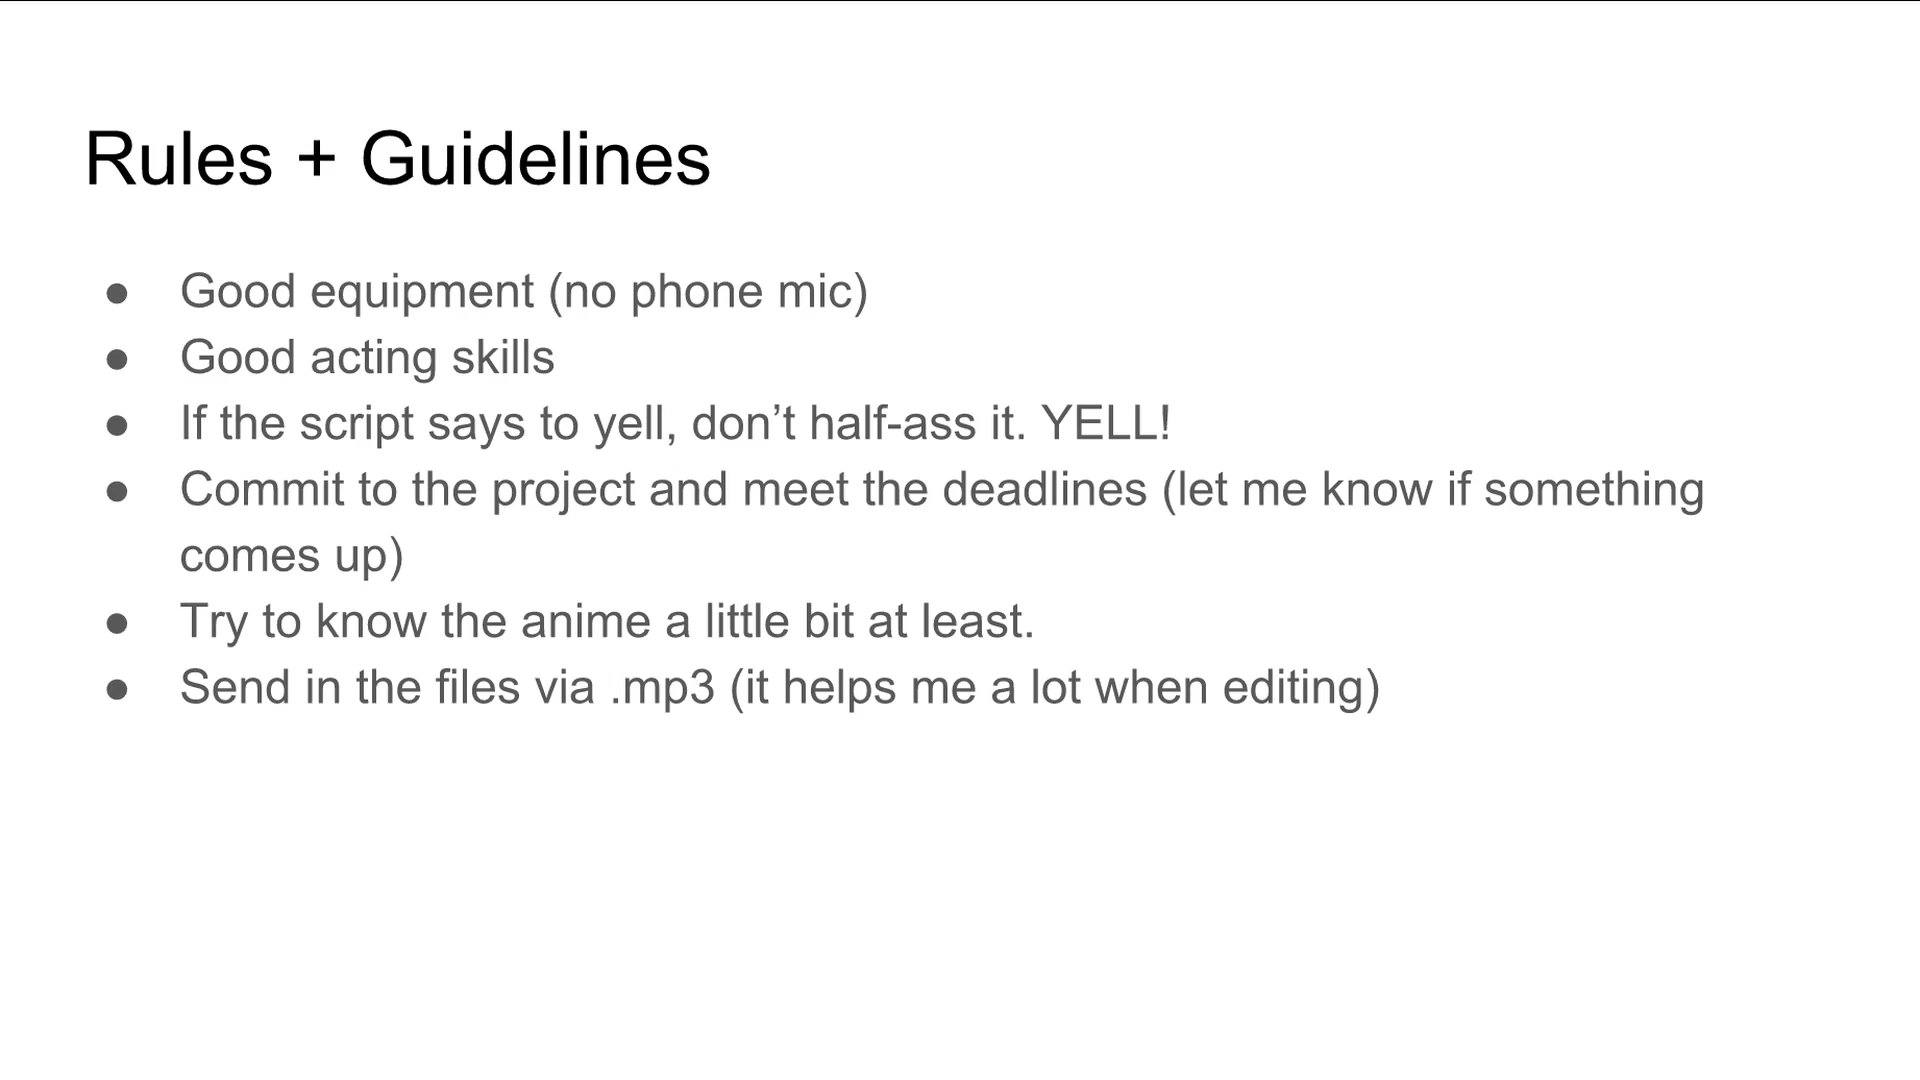 Rules + Guidelines
● Good equipment (no phone mic)
● Good acting skills
● If the script says to yell, don’t half-ass it. YELL!
● Commit to the project and meet the deadlines (let me know if something
comes up)
● Try to know the anime a little bit at least.
● Send in the files via .mp3 (it helps me a lot when editing)